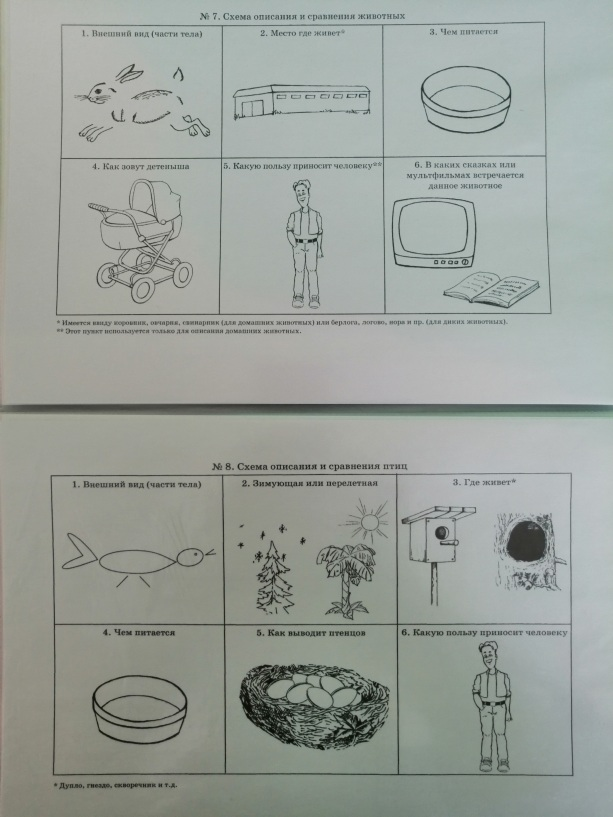 № 7. Схема описания и сравнения животных
1. Внешний вид (части тела)
2. Место где живет*
3. Чем питается
4. Как зовут детеныша
5. Какую пользу приносит человеку**
6. В каких сказках или
мультфильмах встречается
данное животное
* Имеется ввиду коровник, овчарня, свинарник (для домашних животных) или берлога, логово, нора и пр. (для диких животных).
** Этот пункт используется только для описания домашних животных.
№ 8. Схема описания и сравнения птиц
1. Внешний вид (части тела)
2. Зимующая или перелетная
3. Где живет*
4. Чем питается
5. Как выводит птенцов
6. Какую пользу приносит человеку
* Дупло, гнездо, скворечник и т.д.